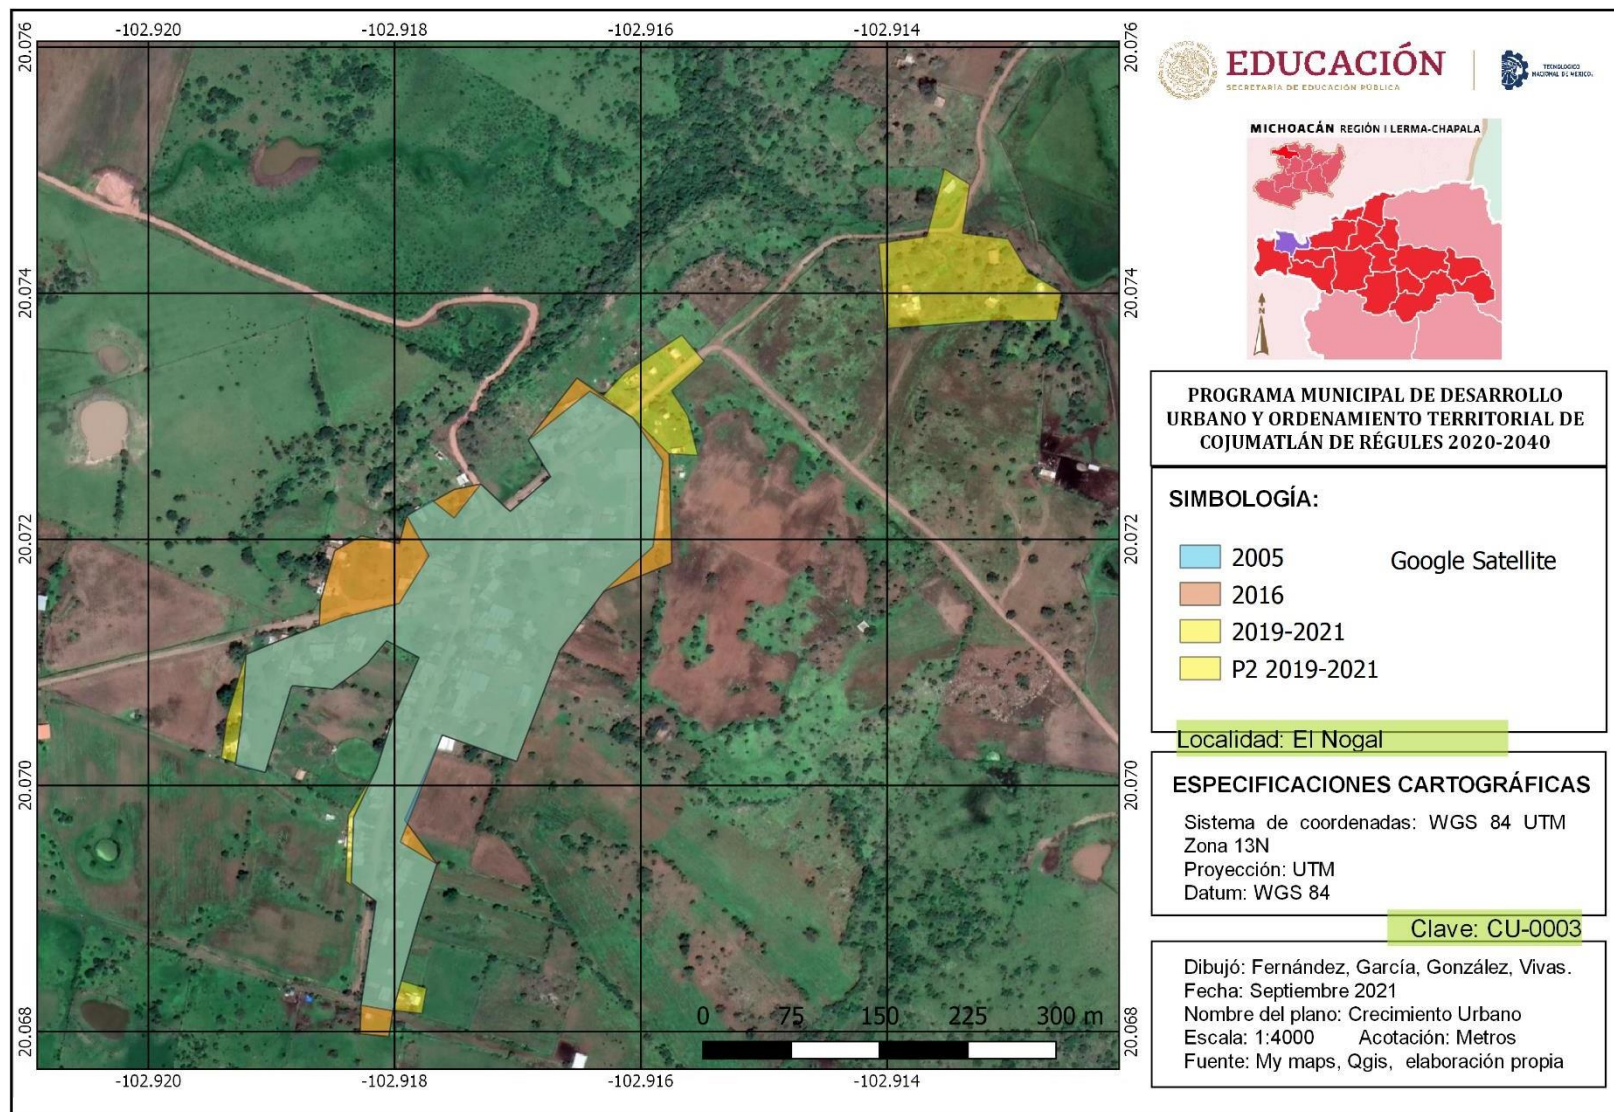 -102.920 -102.918 -102.916 -102.914
20.076 20.076
EDUCACIÓN
SECRETARÍA DE EDUCACIÓN PÚBLICA
TECNOLÓGICO
NACIONAL DE MÉXICO®
MICHOACÁN REGIÓN I LERMA-CHAPALA
N
20.074 20.074
PROGRAMA MUNICIPAL DE DESARROLLO
URBANO Y ORDENAMIENTO TERRITORIAL DE
COJUMATLÁN DE RÉGULES 2020-2040
SIMBOLOGÍA:
2005 Google Satellite
2016
2019-2021
P2 2019-2021
20.072 20.072
Localidad: El Nogal
20.070 20.070
ESPECIFICACIONES CARTOGRÁFICAS
Sistema de coordenadas: WGS 84 UTM
Zona 13N
Proyección: UTM
Datum: WGS 84
Clave: CU-0003
Dibujó: Fernández, García, González, Vivas.
Fecha: Septiembre 2021
Nombre del plano: Crecimiento Urbano
Escala: 1:4000 Acotación: Metros
Fuente: My maps, Qgis, elaboración propia
0 75 150 225 300 m
20.068 20.068
-102.920 -102.918 -102.916 -102.914